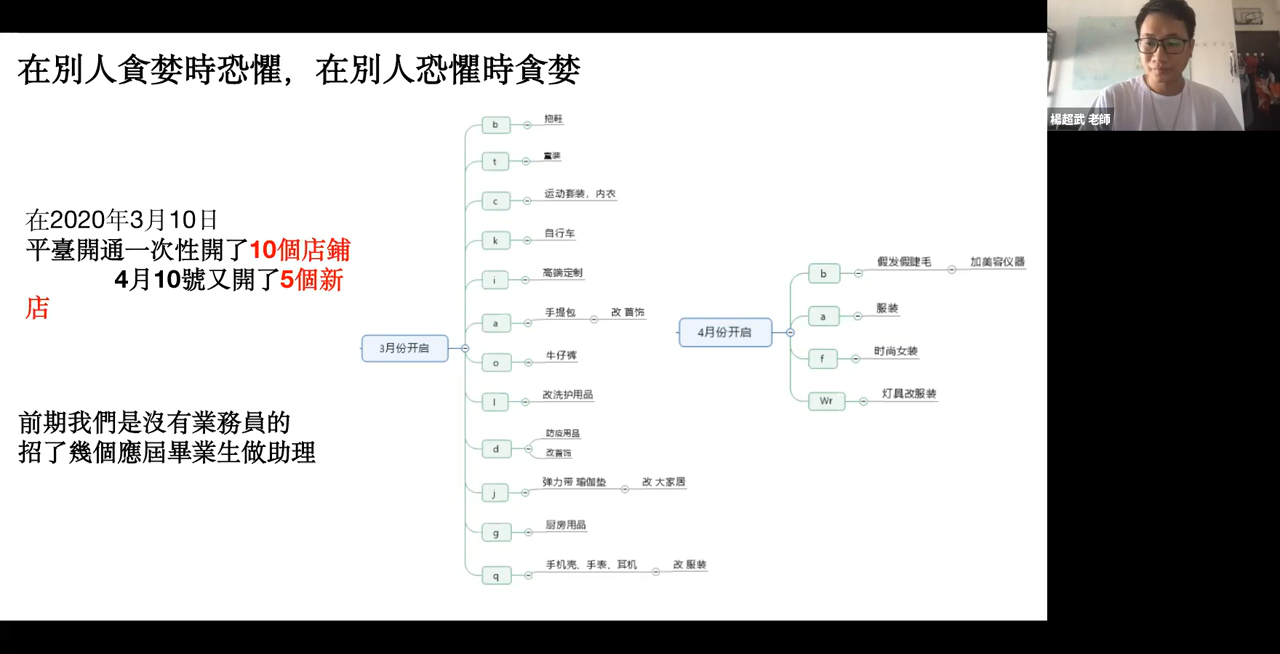 在別人貪婪時恐懼，在別人恐懼時貪婪
楊超武 老師
在2020年3月10日
平臺開通一次性開了10個店鋪
4月10號又開了5個新
店
前期我們是沒有業務員的
招了幾個應屆畢業生做助理
3月份开启
b 拖鞋
t 童装
c 运动套装，内衣
k 自行车
i 高端定制
a 手提包 改 首饰
o 牛仔裤
l 改洗护用品
d 防疫用品
改首饰
j 弹力带 瑜伽垫 改 大家居
g 厨房用品
q 手机壳、手表、耳机 改 服装
4月份开启
b 假发假睫毛 加美容仪器
a 服装
f 时尚女装
Wr 灯具改服装